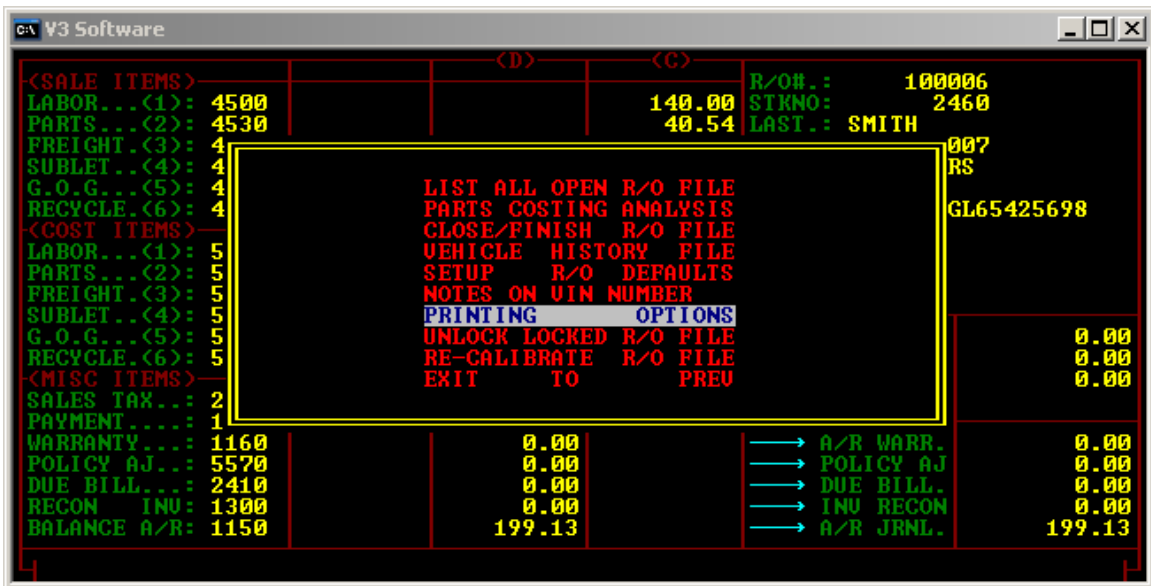 V3 Software
<D> <C>
<SALE ITEMS> R/O#.: 100006
LABOR...(1): 4500 140.00 STKNO: 2460
PARTS...(2): 4530 40.54 LAST.: SMITH
FREIGHT.(3): 4 007
SUBLET..(4): 4 RS
G.O.G...(5): 4 LIST ALL OPEN R/O FILE
RECYCLE.(6): 4 PARTS COSTING ANALYSIS GL65425698
<COST ITEMS> CLOSE/FINISH R/O FILE
LABOR...(1): 5 VEHICLE HISTORY FILE
PARTS...(2): 5 SETUP R/O DEFAULTS
FREIGHT.(3): 5 NOTES ON VIN NUMBER
SUBLET..(4): 5 PRINTING OPTIONS
G.O.G...(5): 5 UNLOCK LOCKED R/O FILE 0.00
RECYCLE.(6): 5 RE-CALIBRATE R/O FILE 0.00
<MISC ITEMS> EXIT TO PREV 0.00
SALES TAX..: 2
PAYMENT....: 1
WARRANTY...: 1160 0.00 → A/R WARR. 0.00
POLICY AJ..: 5570 0.00 → POLICY AJ 0.00
DUE BILL...: 2410 0.00 → DUE BILL. 0.00
RECON INV: 1300 0.00 → INV RECON 0.00
BALANCE A/R: 1150 199.13 → A/R JRNL. 199.13